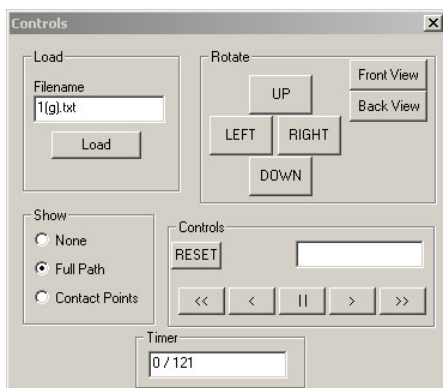 Controls
Load
Filename
1(g).txt
Load
Rotate
UP
LEFT
RIGHT
DOWN
Front View
Back View
Show
None
Full Path
Contact Points
Controls
RESET
<< < II > >>
Timer
0 / 121